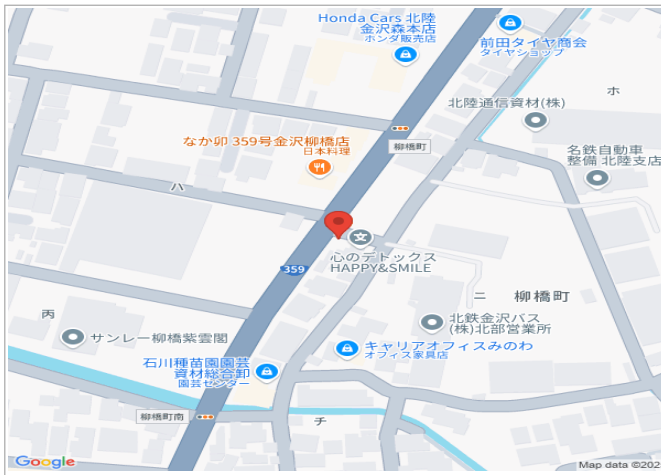 Honda Cars 北陸
金沢森本店
ホンダ販売店
前田タイヤ商会
タイヤショップ
北陸通信資材(株)
ホ
なか卯 359号金沢柳橋店
日本料理
柳橋町
名鉄自動車
整備 北陸支店
ハ
心のデトックス
HAPPY&SMILE
359
ニ
柳橋町
丙
サンレー柳橋紫雲閣
北鉄金沢バス
(株)北部営業所
キャリアオフィスみのわ
オフィス家具店
石川種苗園園芸
資材総合卸
園芸センター
柳橋町南
チ
Google
Map data ©202